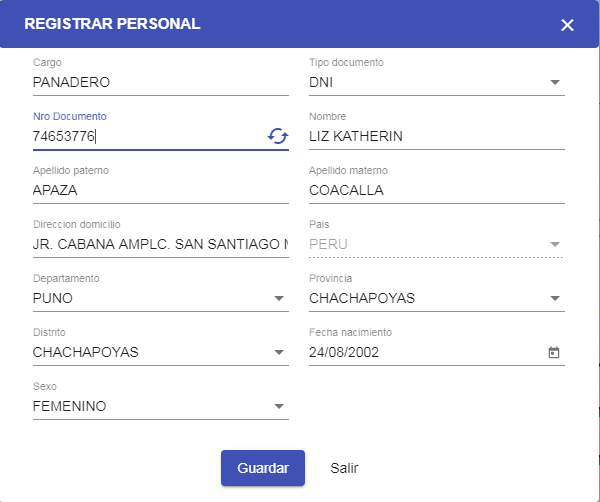 REGISTRAR PERSONAL
Cargo
PANADERO
Tipo documento
DNI
Nro Documento
74653776
Nombre
LIZ KATHERIN
Apellido paterno
APAZA
Apellido materno
COACALLA
Direccion domicilio
JR. CABANA AMPLC. SAN SANTIAGO
Pais
PERU
Departamento
PUNO
Provincia
CHACHAPOYAS
Distrito
CHACHAPOYAS
Fecha nacimiento
24/08/2002
Sexo
FEMENINO
Guardar
Salir